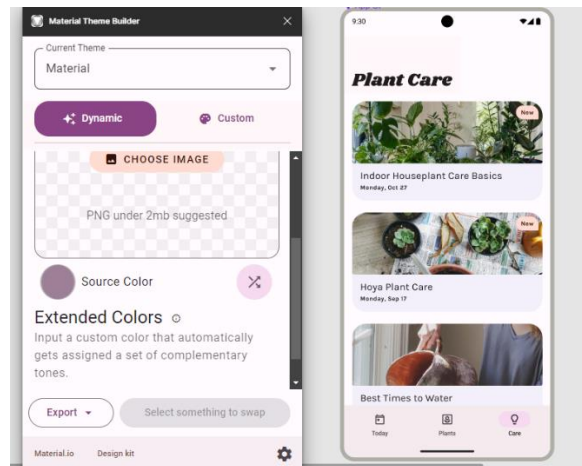 Material Theme Builder
Current Theme
Material
Dynamic
Custom
CHOOSE IMAGE
PNG under 2mb suggested
Source Color
Extended Colors
Input a custom color that automatically
gets assigned a set of complementary
tones.
Export
Select something to swap
Material.io
Design kit
9:30
Plant Care
New
Indoor Houseplant Care Basics
Monday, Oct 27
New
Hoya Plant Care
Monday, Sep 17
Best Times to Water
Today
Plants
Care